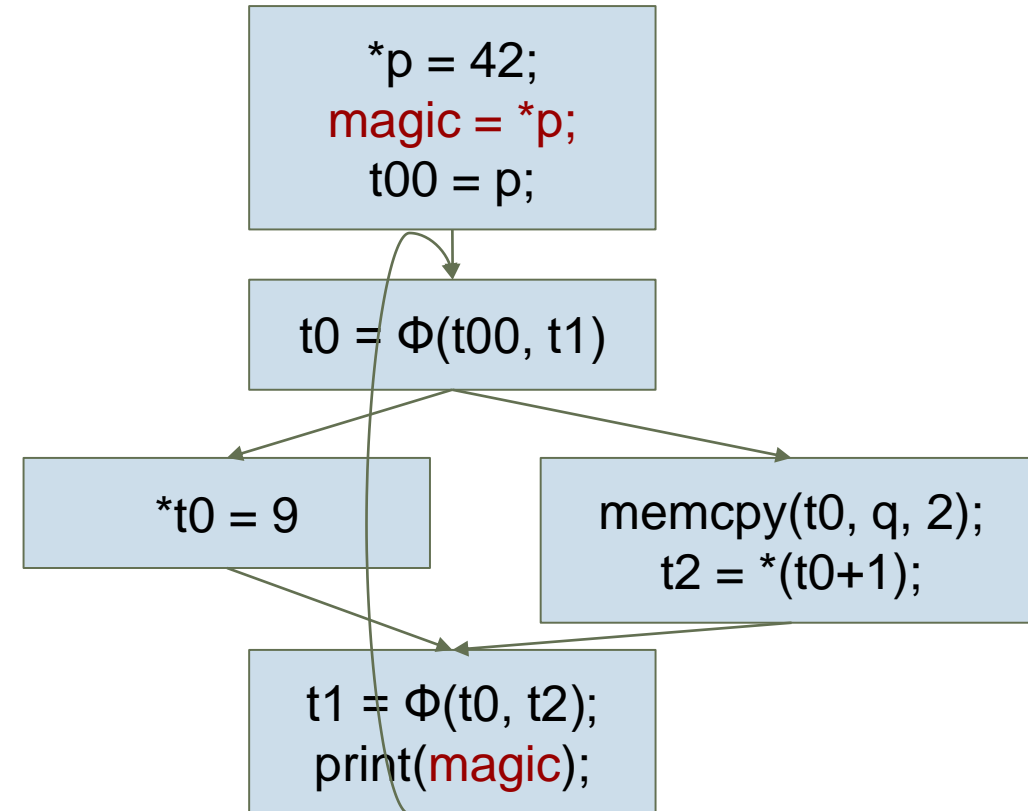 *p = 42;
magic = *p;
t00 = p;
t0 = Φ(t00, t1)
*t0 = 9
memcpy(t0, q, 2);
t2 = *(t0+1);
t1 = Φ(t0, t2);
print(magic);